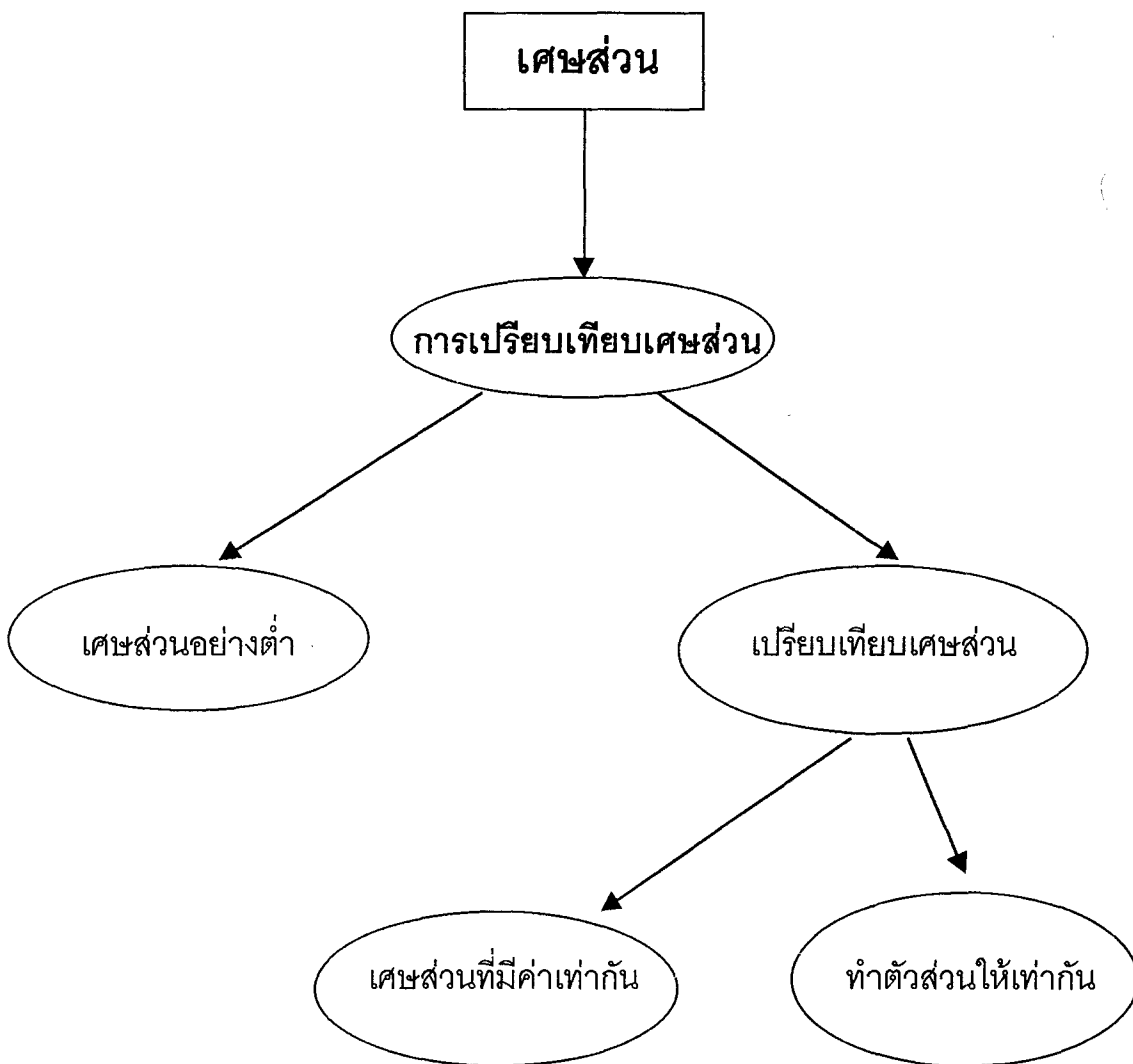 เศษส่วน
การเปรียบเทียบเศษส่วน
เศษส่วนอย่างต่ำ
เปรียบเทียบเศษส่วน
เศษส่วนที่มีค่าเท่ากัน
ทำตัวส่วนให้เท่ากัน